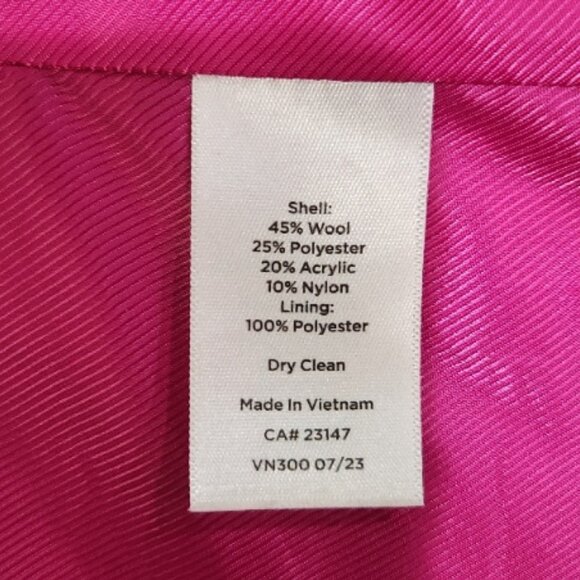 Shell:
45% Wool
25% Polyester
20% Acrylic
10% Nylon
Lining:
100% Polyester
Dry Clean
Made In Vietnam
CA# 23147
VN300 07/23